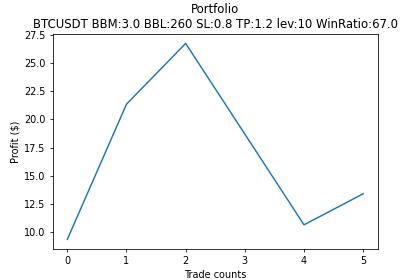 Portfolio
BTCUSDT BBM:3.0 BBL:260 SL:0.8 TP:1.2 lev:10 WinRatio:67.0
27.5
25.0
22.5
20.0
17.5
15.0
12.5
10.0
Profit ($)
0 1 2 3 4 5
Trade counts